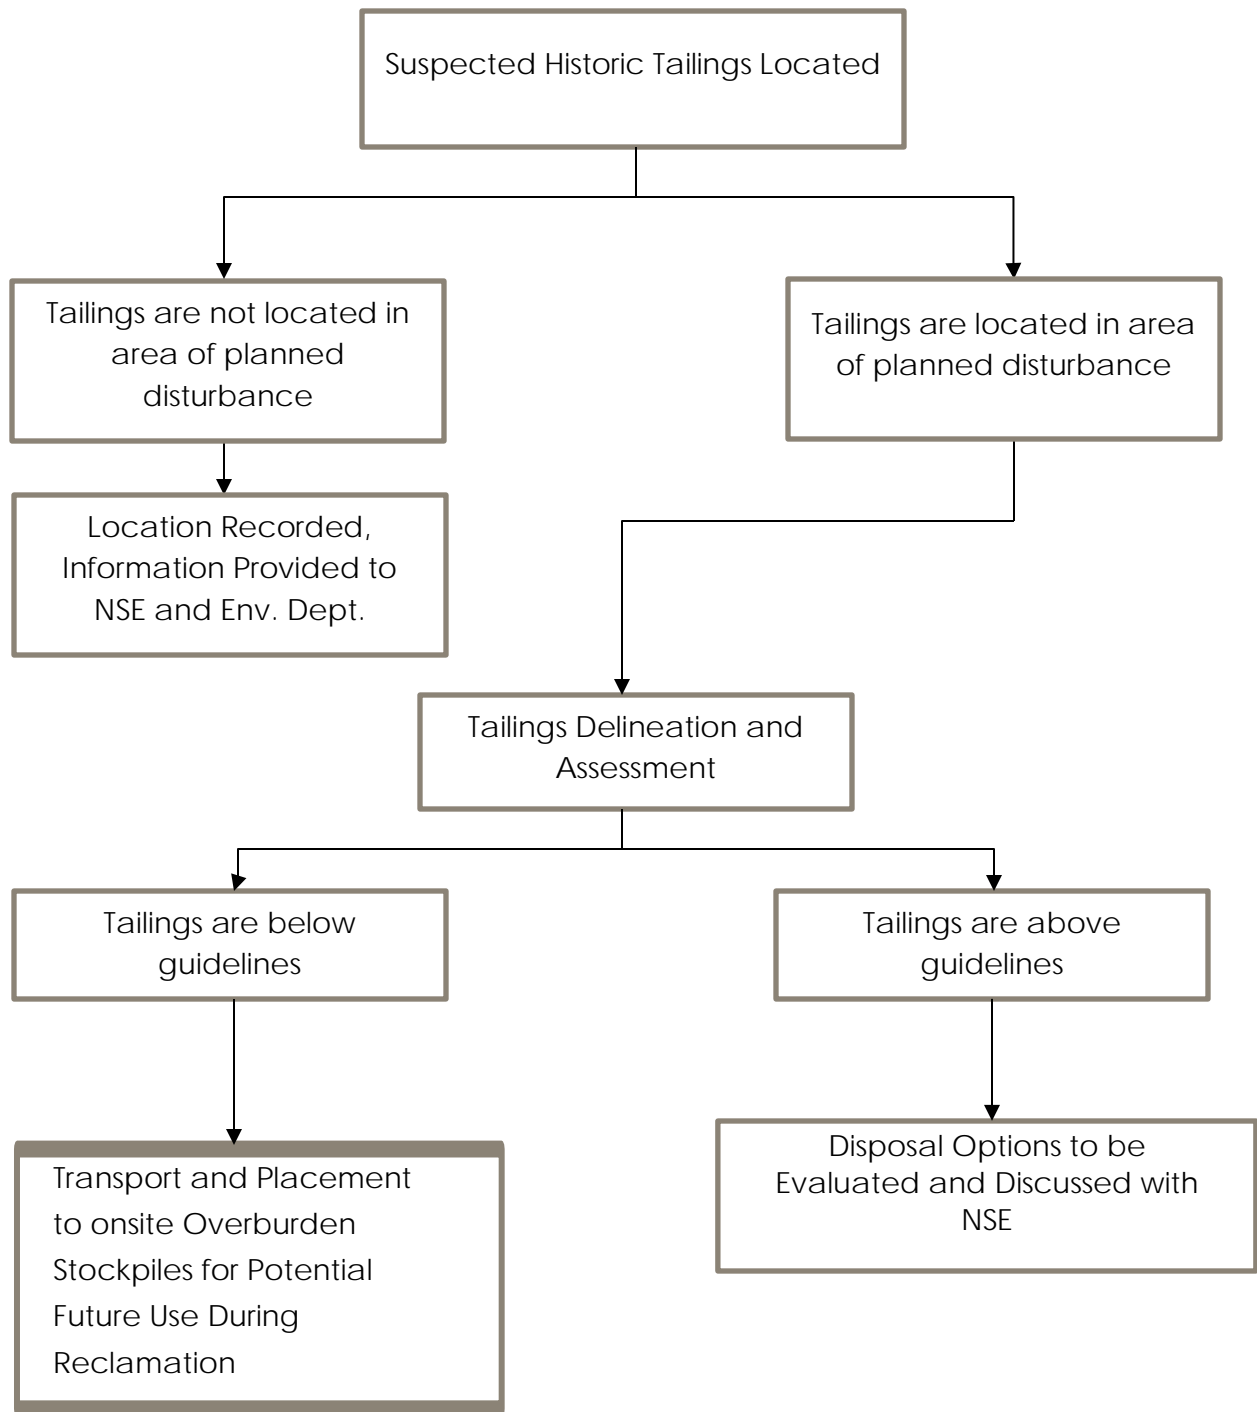 Suspected Historic Tailings Located
Tailings are not located in
area of planned
disturbance
Tailings are located in area
of planned disturbance
Location Recorded,
Information Provided to
NSE and Env. Dept.
Tailings Delineation and
Assessment
Tailings are below
guidelines
Tailings are above
guidelines
Transport and Placement
to onsite Overburden
Stockpiles for Potential
Future Use During
Reclamation
Disposal Options to be
Evaluated and Discussed with
NSE